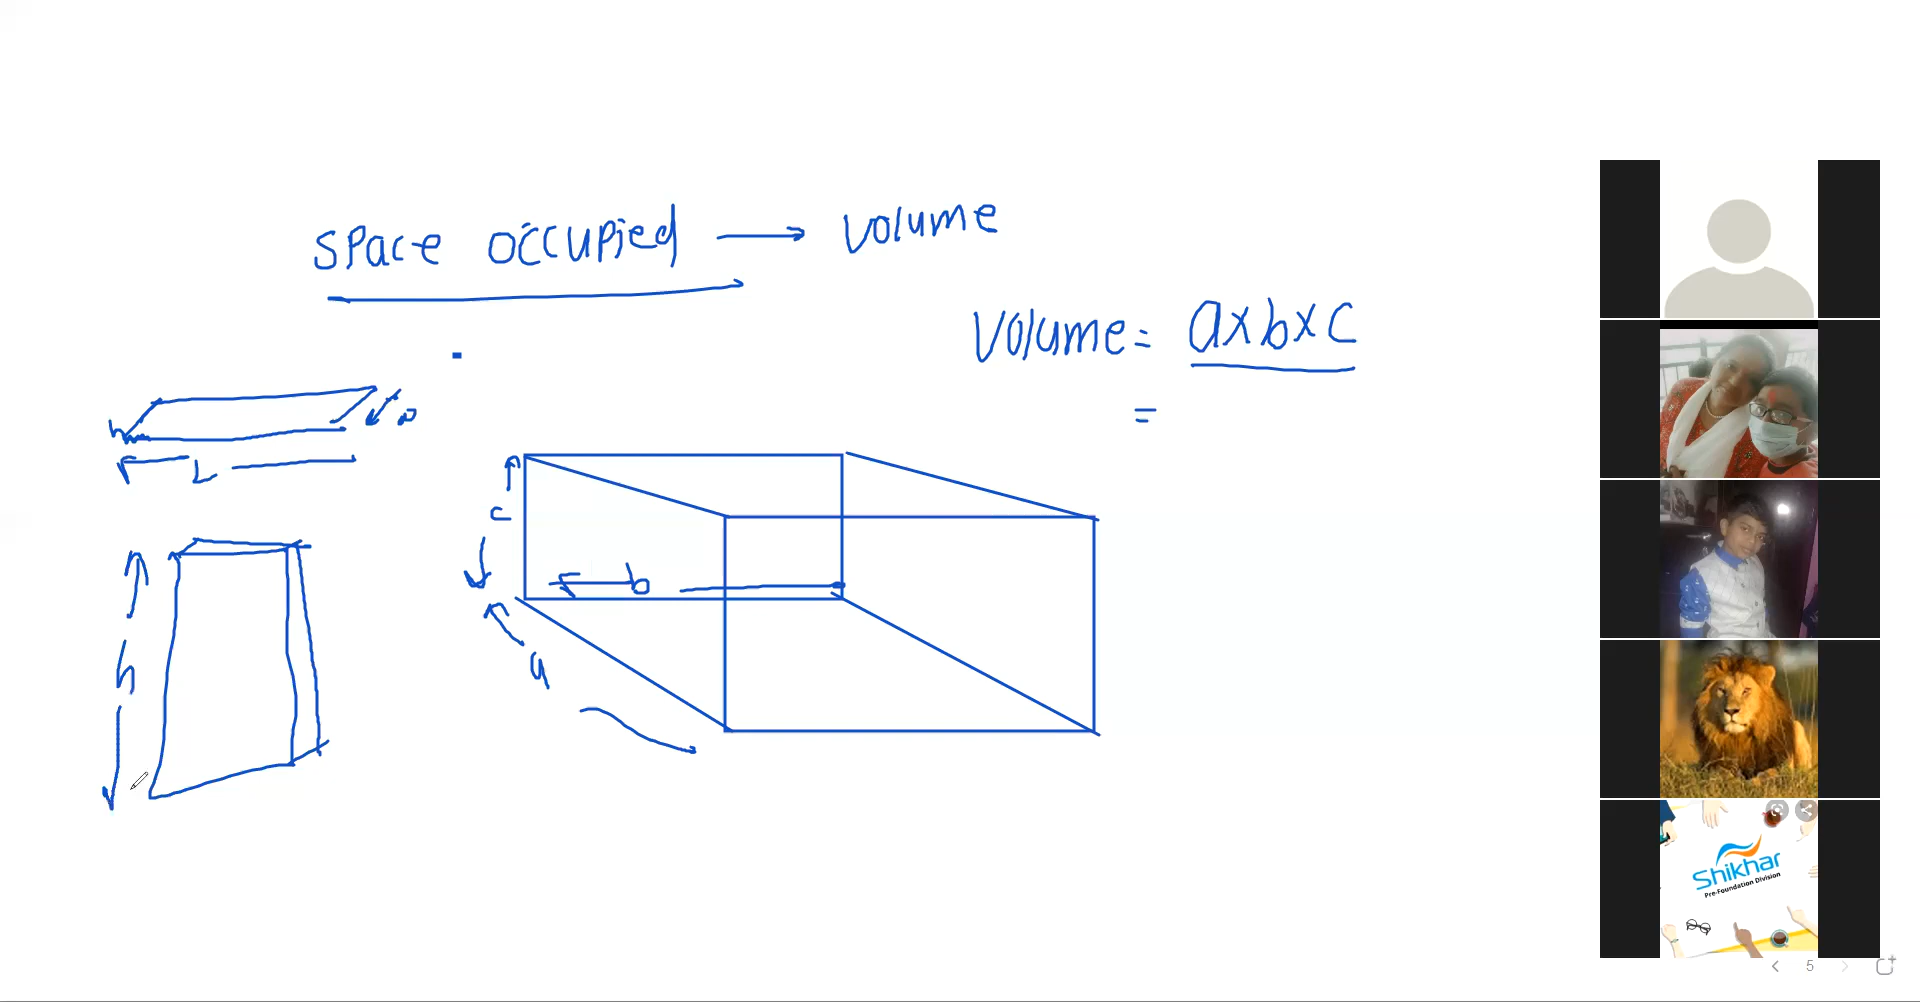 space occupied → volume
Volume = a×b×c
=
L
c
b
a
h
Shikhar
Pre-Foundation Division
5